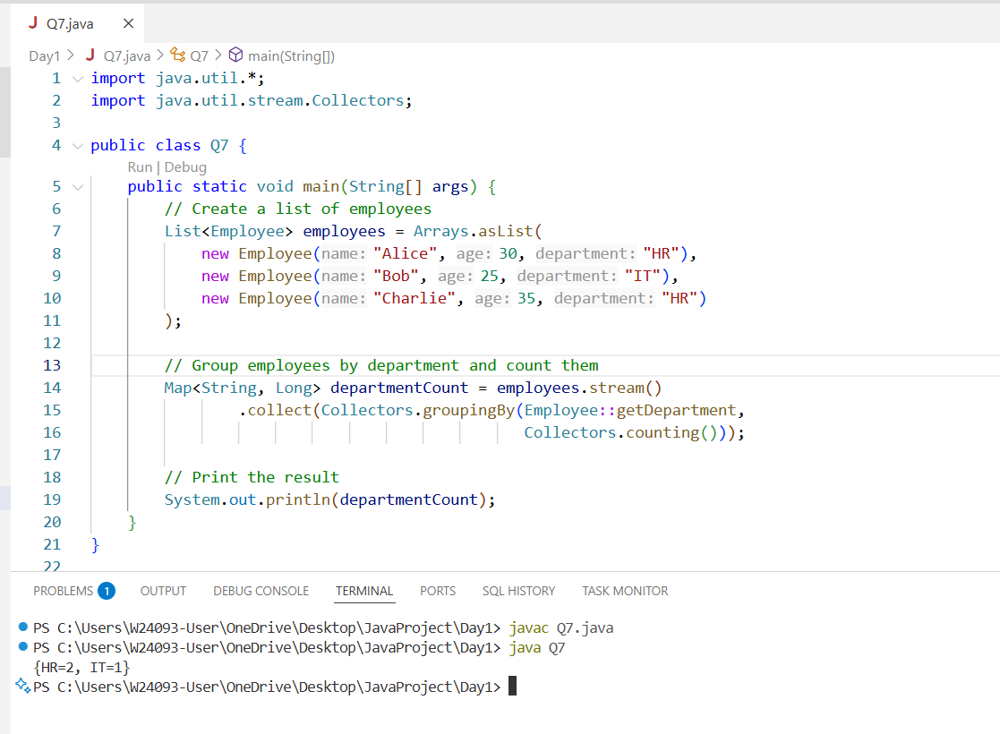 J Q7.java ×
Day1 > J Q7.java > Q7 > main(String[])
1 import java.util.*;
2 import java.util.stream.Collectors;
3
4 public class Q7 {
Run | Debug
5 public static void main(String[] args) {
6 // Create a list of employees
7 List<Employee> employees = Arrays.asList(
8 new Employee(name: "Alice", age: 30, department: "HR"),
9 new Employee(name: "Bob", age: 25, department: "IT"),
10 new Employee(name: "Charlie", age: 35, department: "HR")
11 );
12
13 // Group employees by department and count them
14 Map<String, Long> departmentCount = employees.stream()
15 .collect(Collectors.groupingBy(Employee::getDepartment,
16 Collectors.counting()));
17
18 // Print the result
19 System.out.println(departmentCount);
20 }
21 }
22
PROBLEMS 1 OUTPUT DEBUG CONSOLE TERMINAL PORTS SQL HISTORY TASK MONITOR
PS C:\Users\W24093-User\OneDrive\Desktop\JavaProject\Day1> javac Q7.java
PS C:\Users\W24093-User\OneDrive\Desktop\JavaProject\Day1> java Q7
{HR=2, IT=1}
PS C:\Users\W24093-User\OneDrive\Desktop\JavaProject\Day1>